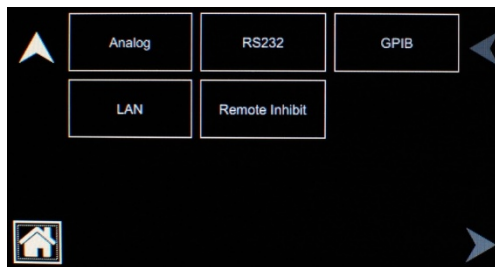 Analog
RS232
GPIB
LAN
Remote Inhibit